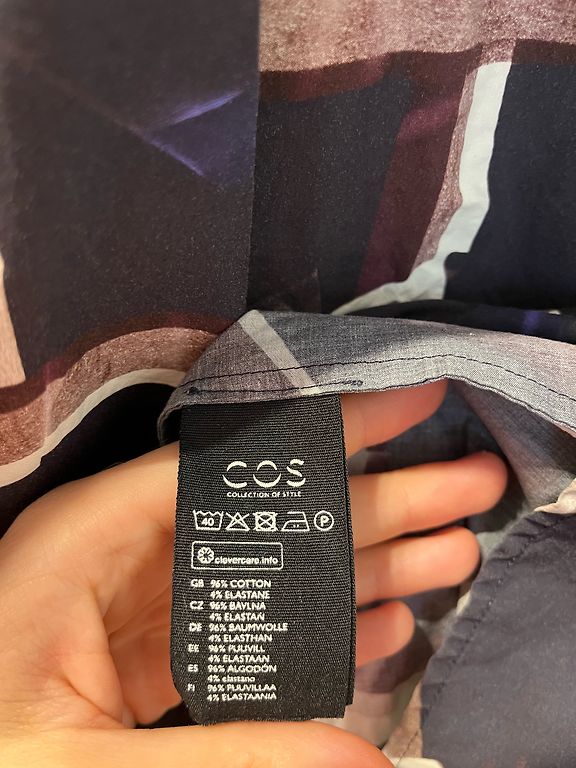 COS
COLLECTION OF STYLE
40 P
clevercare.info
GB 96% COTTON
4% ELASTANE
CZ 96% BAVLNA
4% ELASTAN
DE 96% BAUMWOLLE
4% ELASTHAN
EE 96% PUUVILL
4% ELASTAAN
ES 96% ALGODÓN
4% elastano
FI 96% PUUVILLAA
4% ELASTAANIA